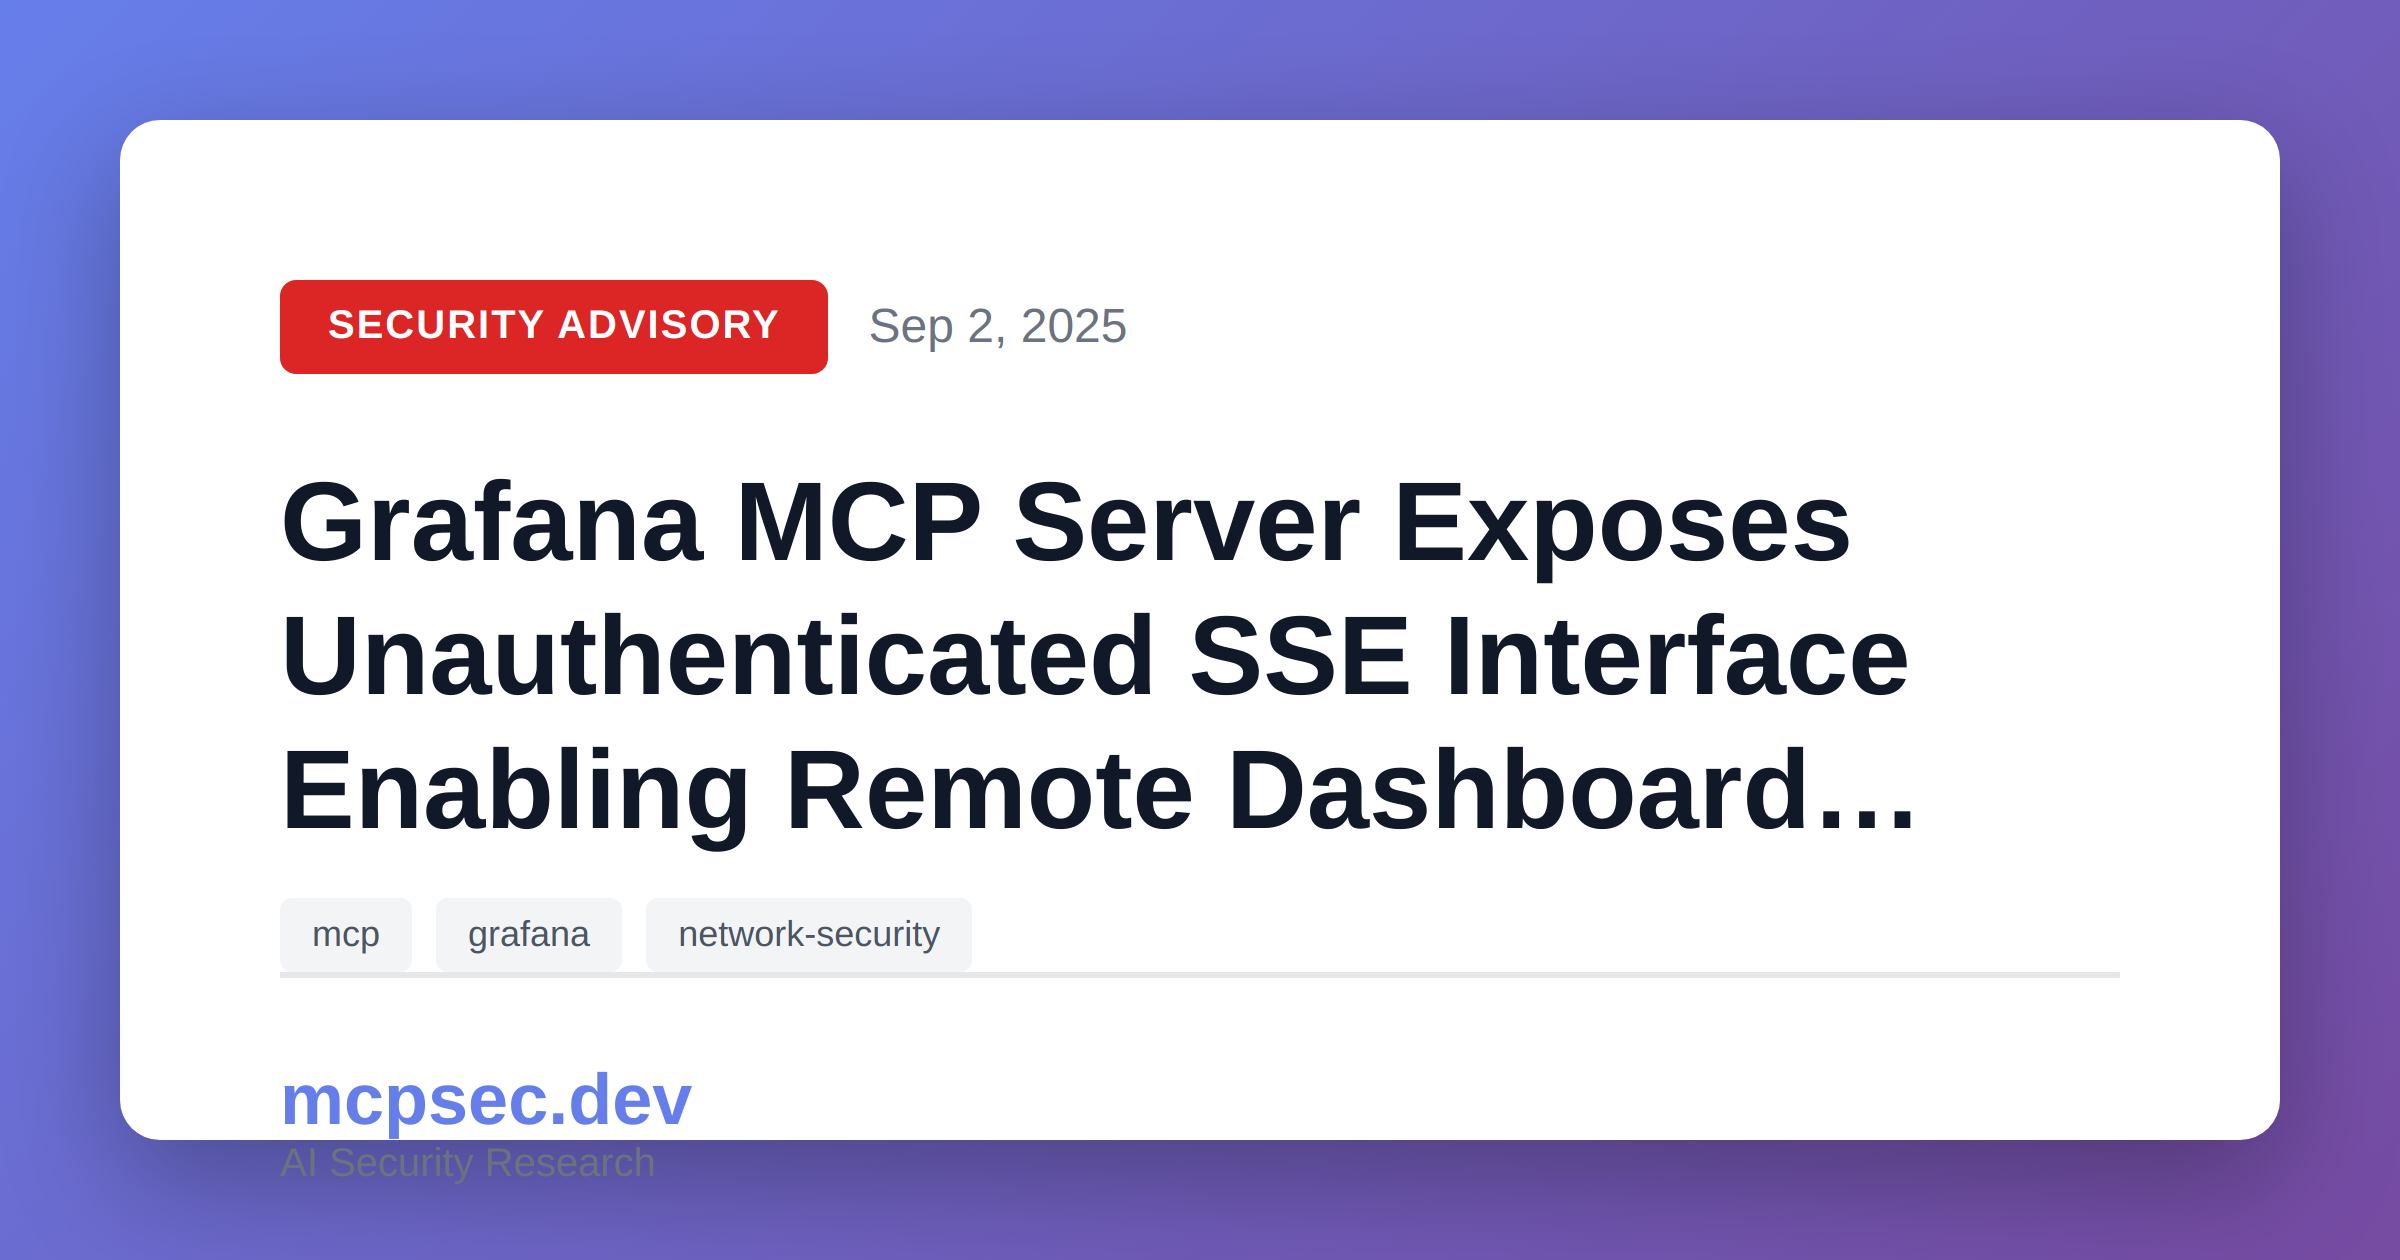 SECURITY ADVISORY Sep 2, 2025
Grafana MCP Server Exposes
Unauthenticated SSE Interface
Enabling Remote Dashboard...
mcp grafana network-security
mcpsec.dev
AI Security Research